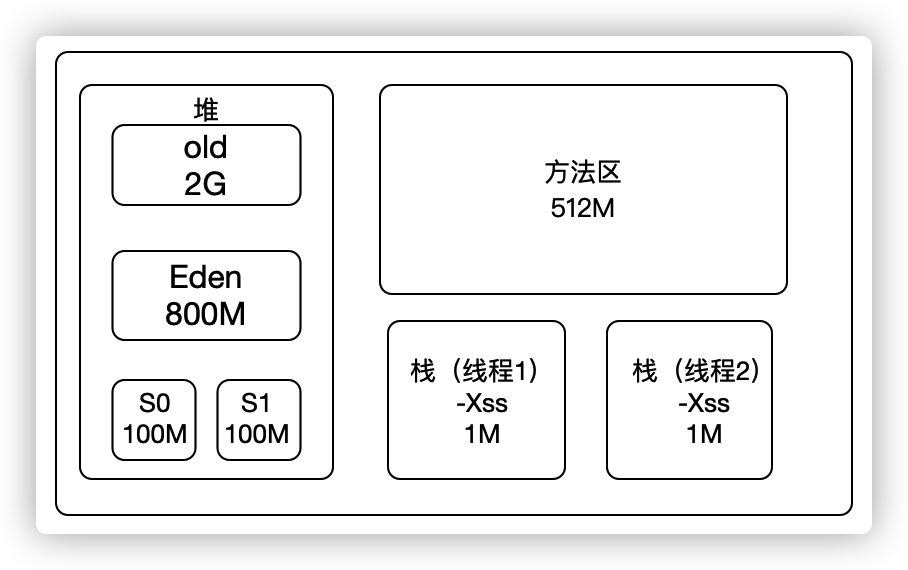 堆
old
2G
Eden
800M
S0
100M
S1
100M
方法区
512M
栈（线程1）
-Xss
1M
栈（线程2）
-Xss
1M